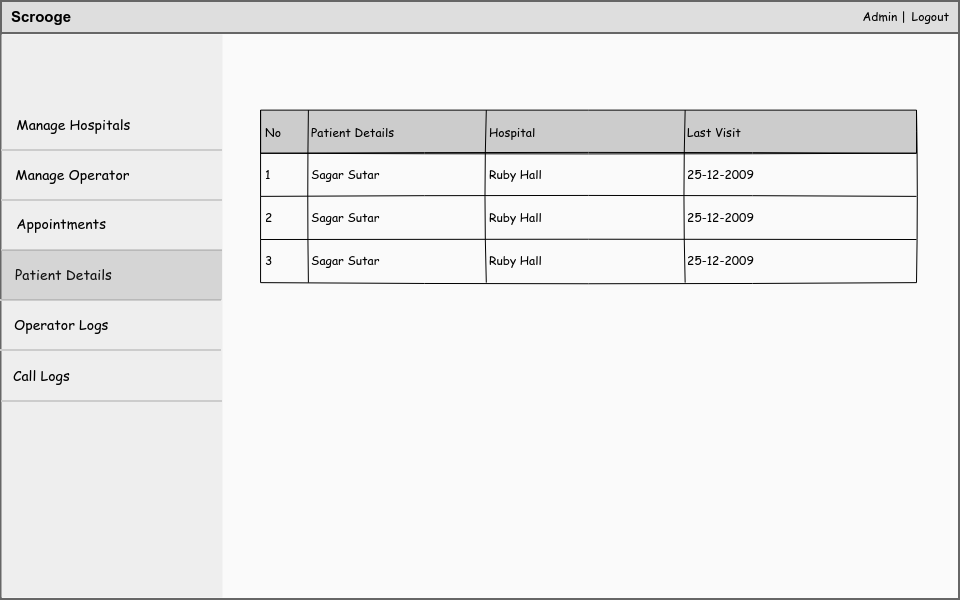 Scrooge
Admin | Logout
Manage Hospitals
Manage Operator
Appointments
Patient Details
Operator Logs
Call Logs
No Patient Details Hospital Last Visit
1 Sagar Sutar Ruby Hall 25-12-2009
2 Sagar Sutar Ruby Hall 25-12-2009
3 Sagar Sutar Ruby Hall 25-12-2009